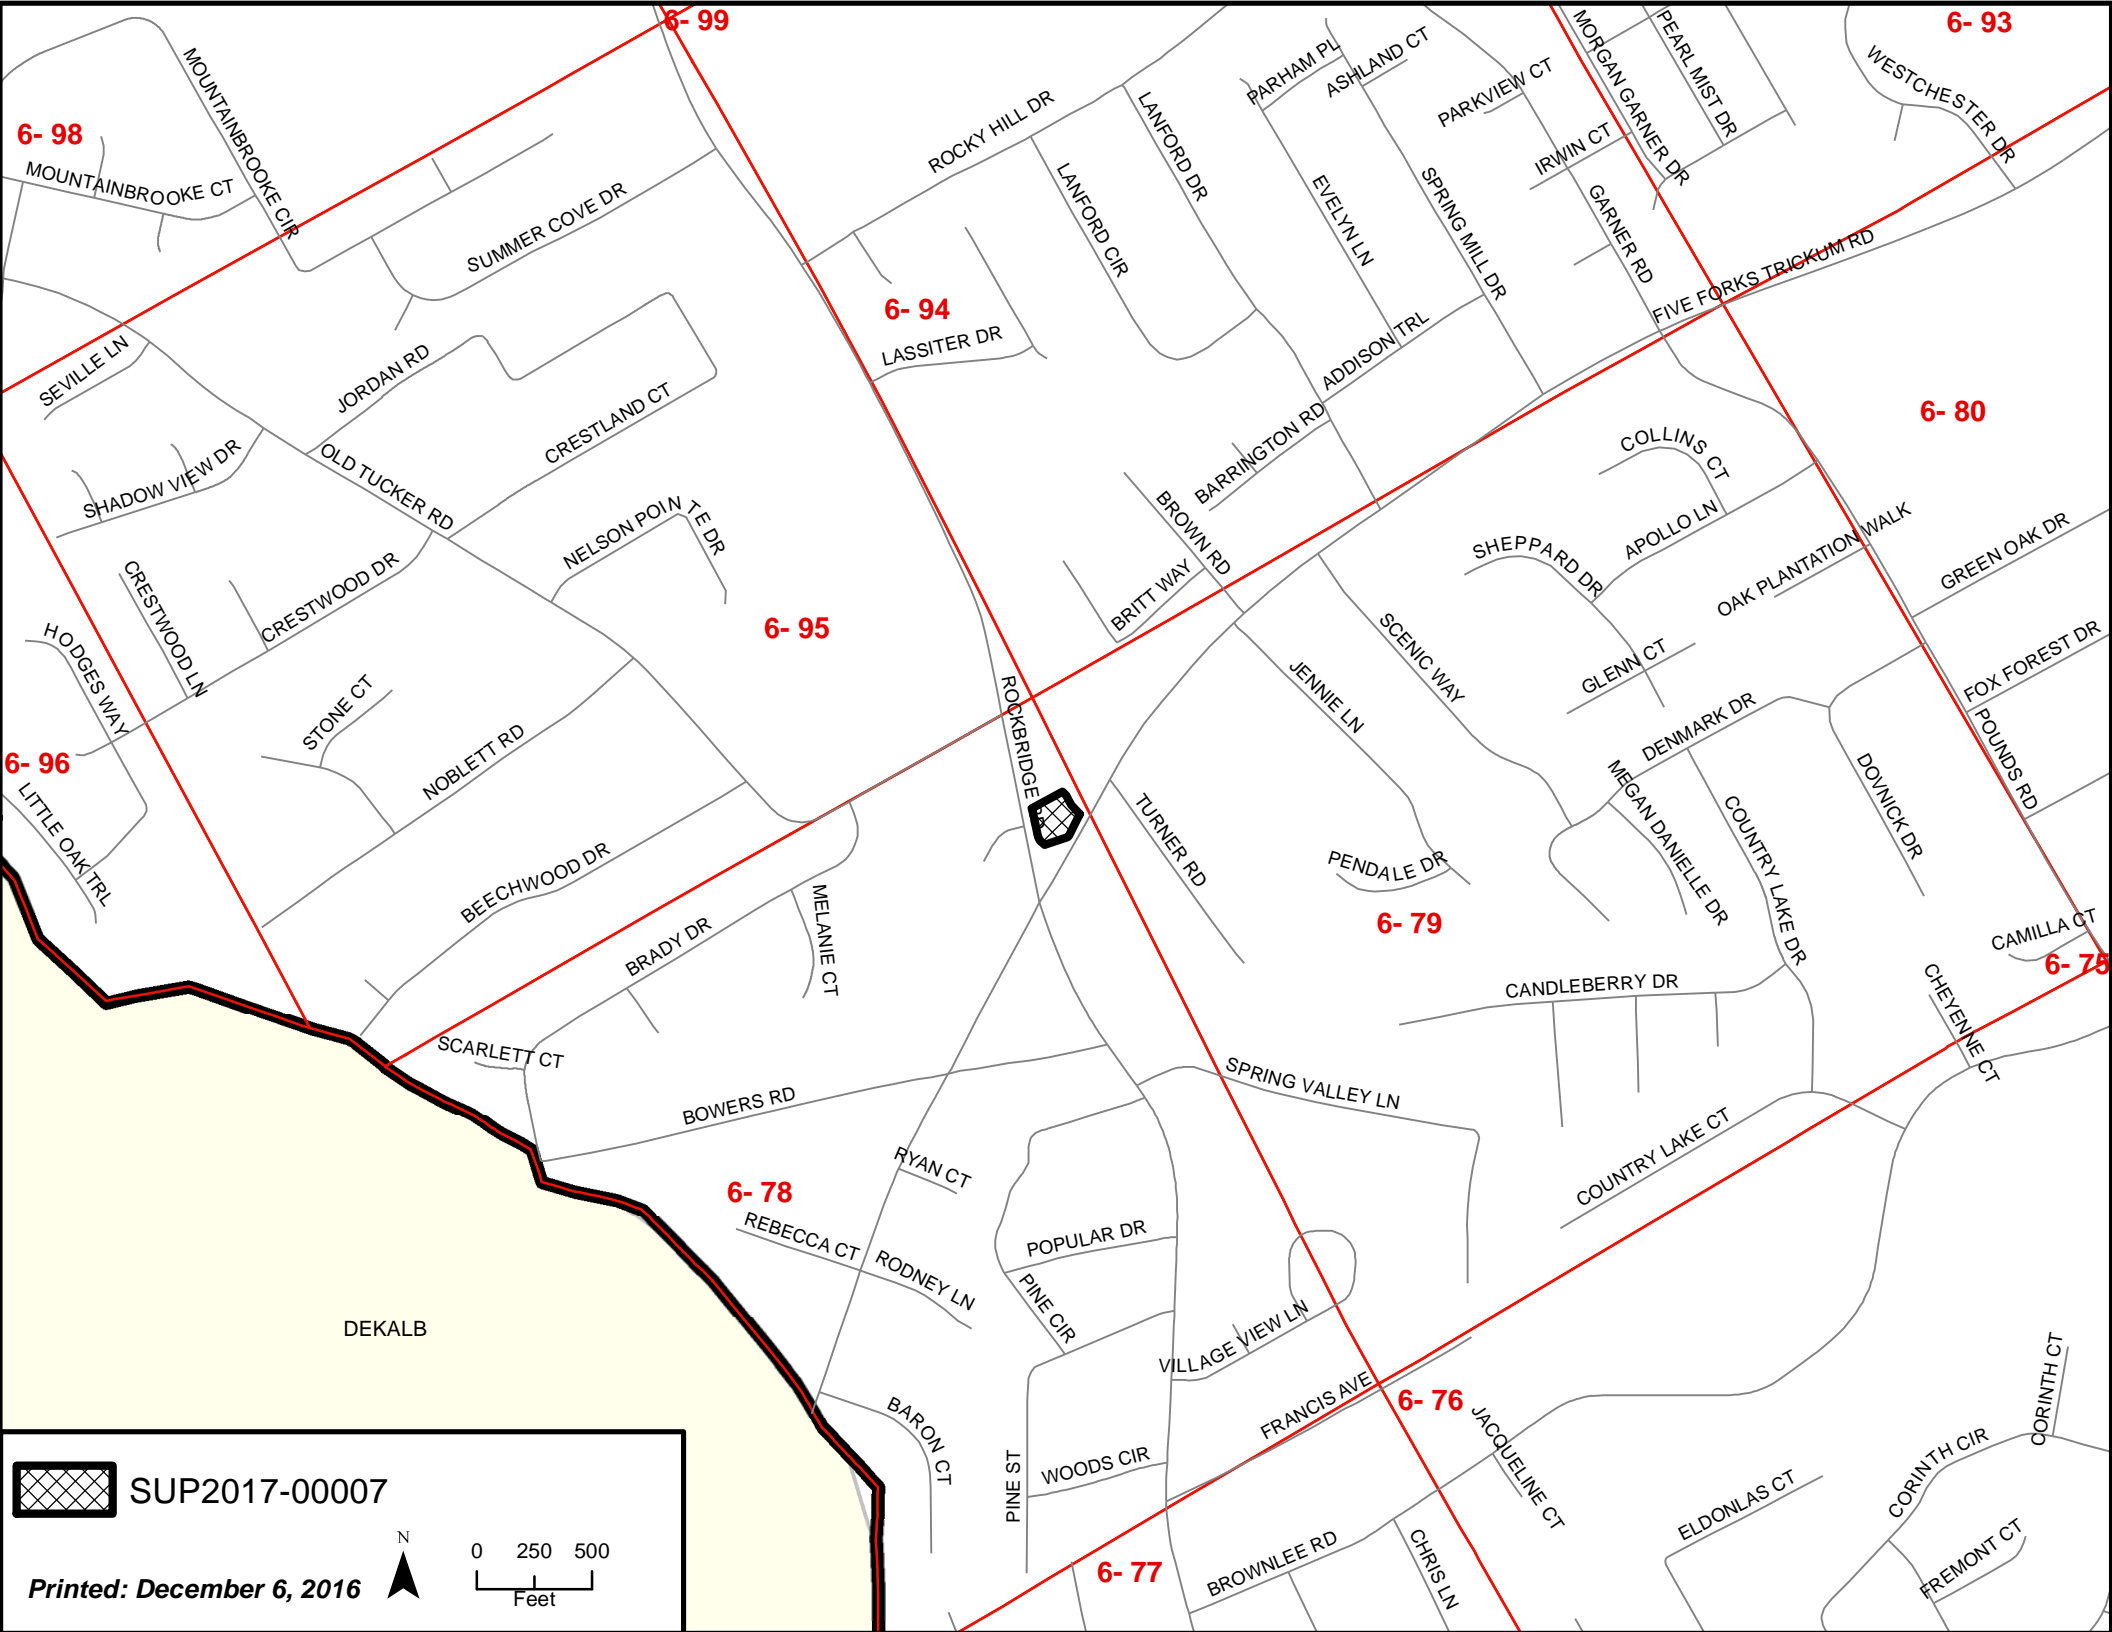 6- 99
6- 93
MOUNTAINBROOKE CIR
PARHAM PL
ASHLAND CT
PARKVIEW CT
MORGAN GARNER DR
PEARL MIST DR
WESTCHESTER DR
6- 98
MOUNTAINBROOKE CT
ROCKY HILL DR
LANFORD DR
LANFORD CIR
IRWIN CT
SUMMER COVE DR
EVELYN LN
SPRING MILL DR
GARNER RD
FIVE FORKS TRICKUM RD
6- 94
LASSITER DR
ADDISON TRL
SEVILLE LN
JORDAN RD
CRESTLAND CT
BARRINGTON RD
6- 80
COLLINS CT
SHADOW VIEW DR
OLD TUCKER RD
NELSON POINTE DR
BROWN RD
SHEPPARD DR
APOLLO LN
OAK PLANTATION WALK
GREEN OAK DR
CRESTWOOD LN
CRESTWOOD DR
BRITT WAY
6- 95
HODGES WAY
SCENIC WAY
GLENN CT
FOX FOREST DR
STONE CT
NOBLETT RD
ROCKBRIDGE RD
JENNIE LN
DENMARK DR
POUNDS RD
6- 96
LITTLE OAK TRL
TURNER RD
MEGAN DANIELLE DR
COUNTRY LAKE DR
DOVNICK DR
BEECHWOOD DR
PENDALE DR
BRADY DR
MELANIE CT
6- 79
CAMILLA CT
6- 75
CANDLEBERRY DR
CHEYENNE CT
SCARLETT CT
BOWERS RD
SPRING VALLEY LN
COUNTRY LAKE CT
RYAN CT
6- 78
REBECCA CT
RODNEY LN
POPULAR DR
PINE CIR
DEKALB
VILLAGE VIEW LN
FRANCIS AVE
6- 76
CORINTH CT
BARON CT
PINE ST
WOODS CIR
JACQUELINE CT
CORINTH CIR
ELDONLAS CT
FREMONT CT
6- 77
BROWNLEE RD
CHRIS LN
SUP2017-00007
N
0 250 500
Feet
Printed: December 6, 2016